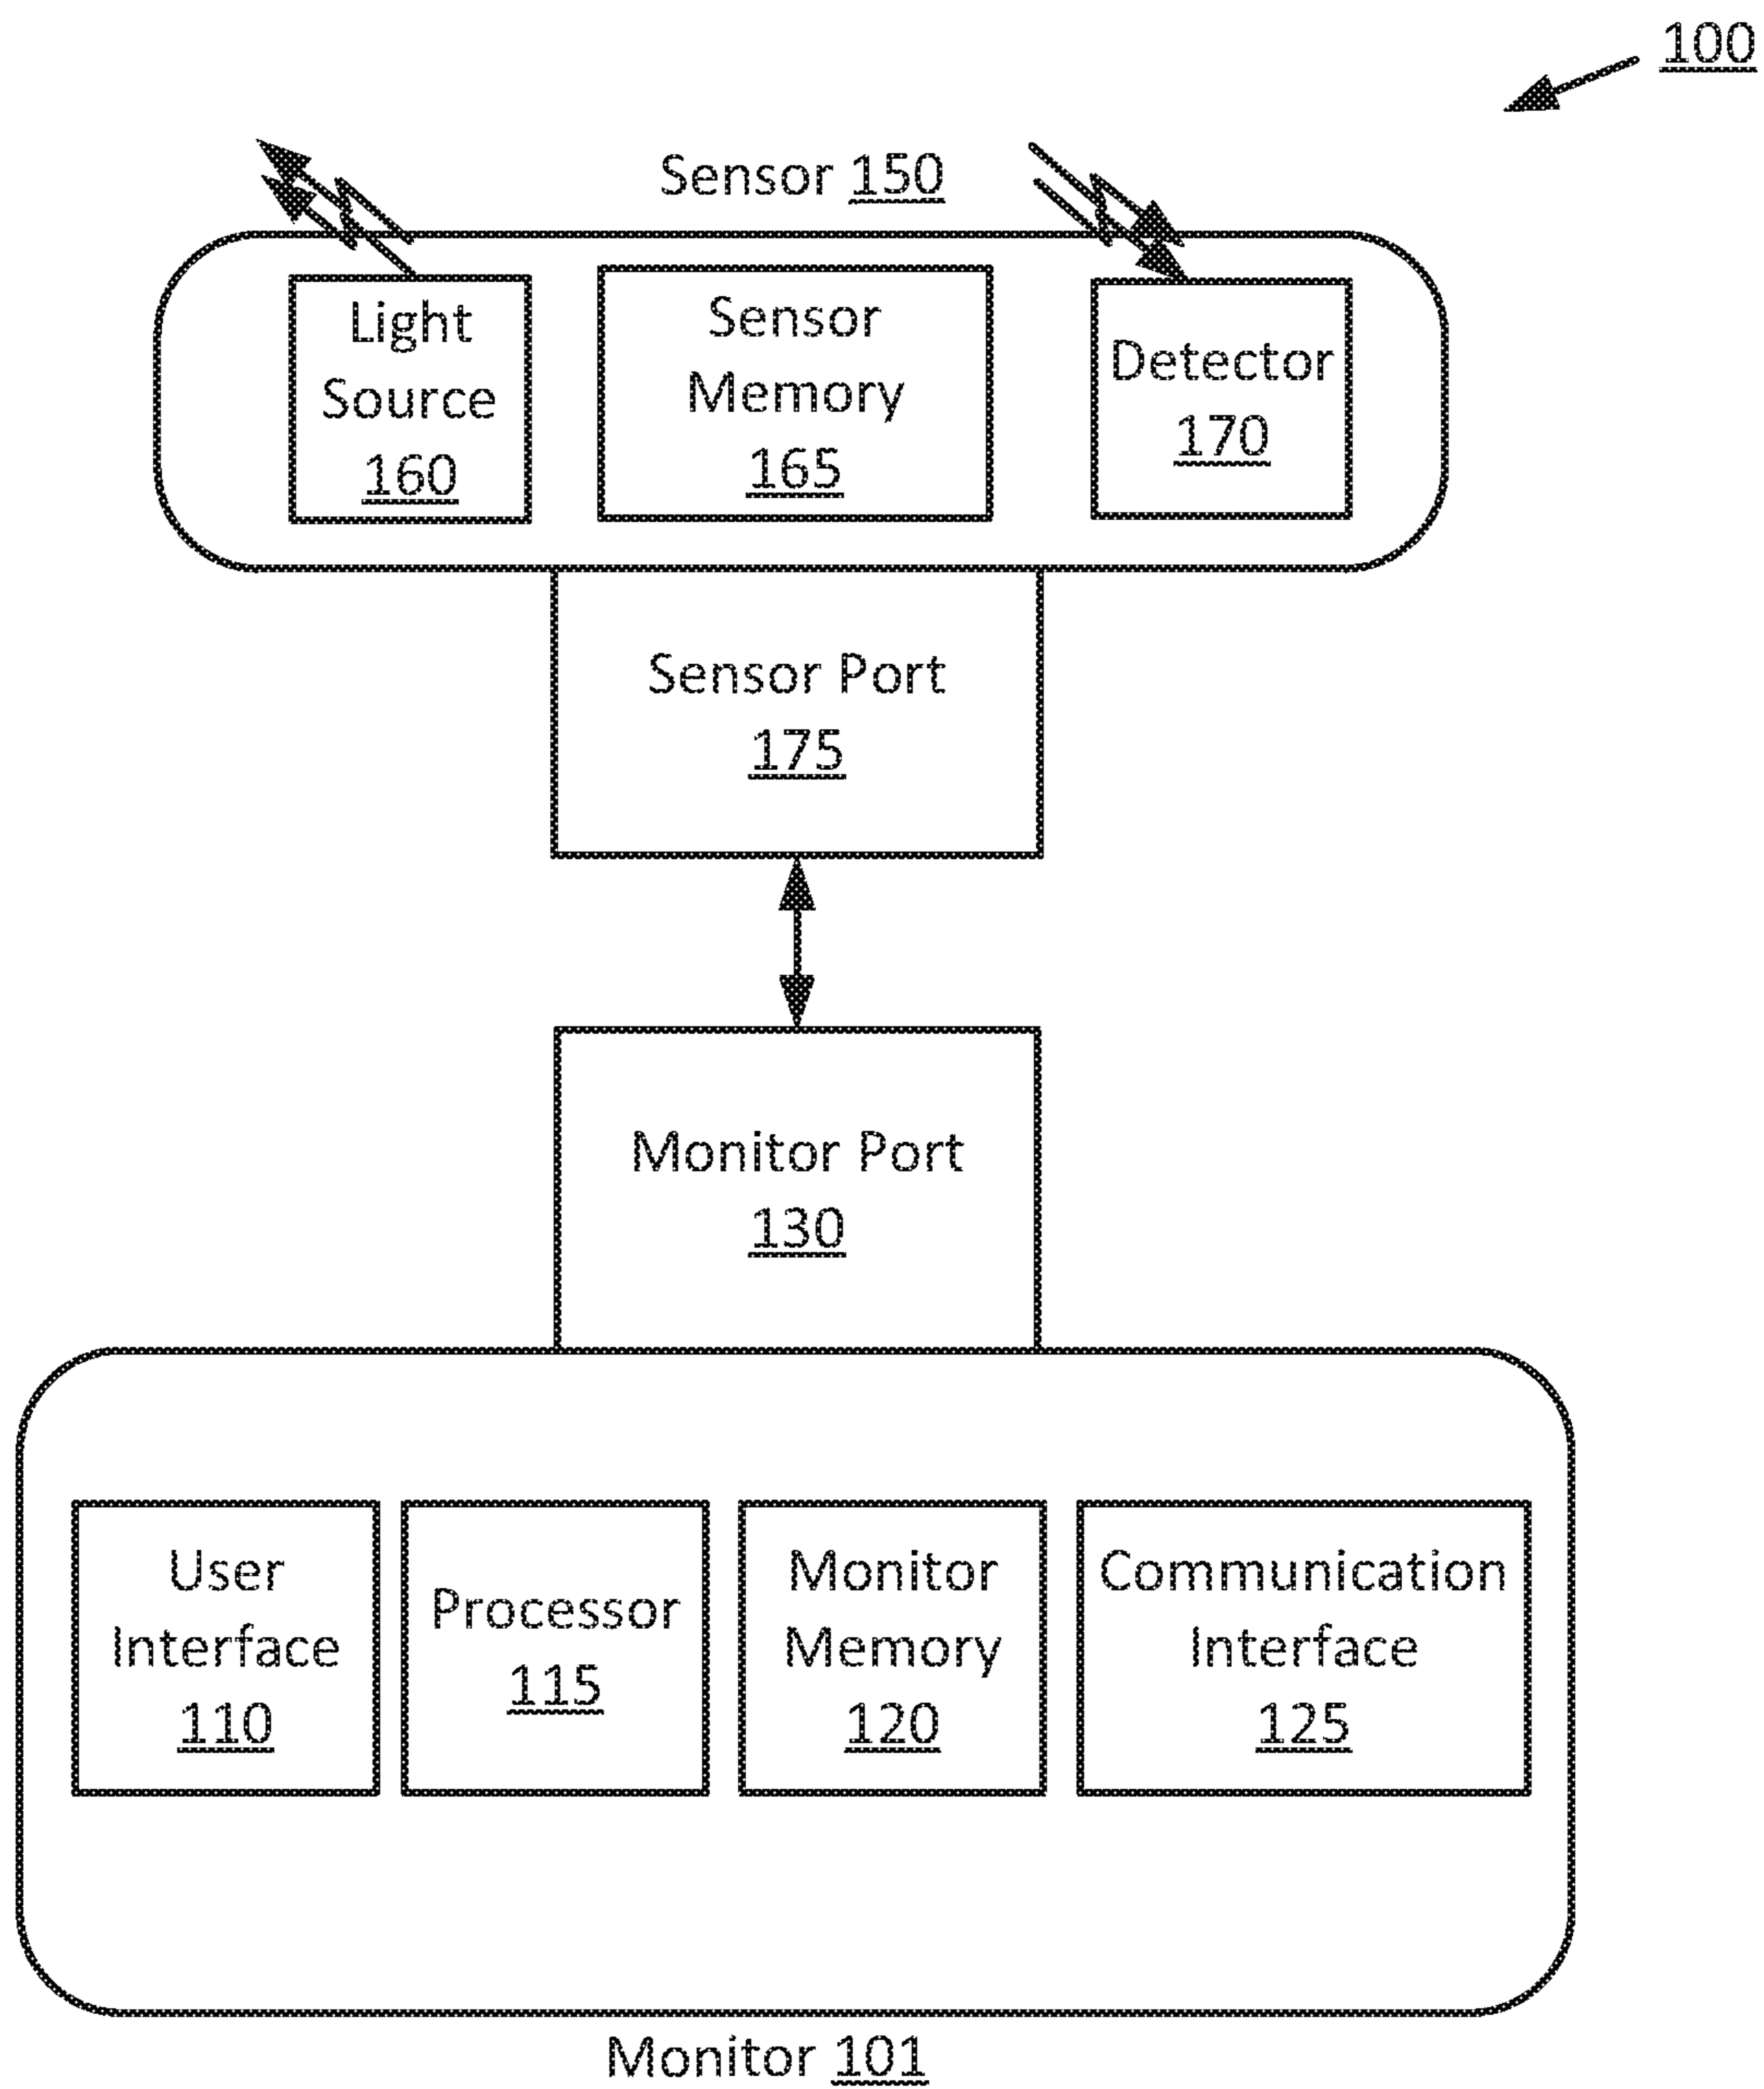 100
Sensor 150
Light
Source
160
Sensor
Memory
165
Detector
170
Sensor Port
175
Monitor Port
130
User
Interface
110
Processor
115
Monitor
Memory
120
Communication
Interface
125
Monitor 101